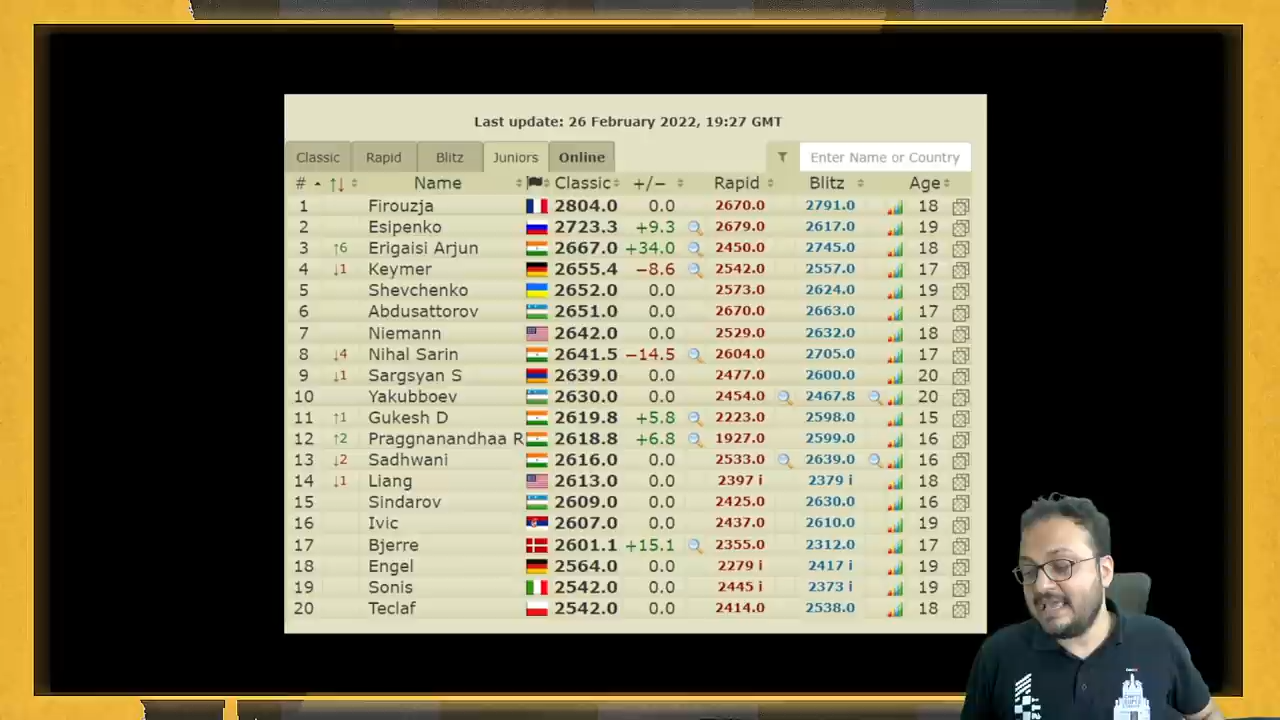 Last update: 26 February 2022, 19:27 GMT
Classic Rapid Blitz Juniors Online Enter Name or Country
# ↑↓ Name Classic +/− Rapid Blitz Age
1 Firouzja 2804.0 0.0 2670.0 2791.0 18
2 Esipenko 2723.3 +9.3 2679.0 2617.0 19
3 ↑6 Erigaisi Arjun 2667.0 +34.0 2450.0 2745.0 18
4 ↓1 Keymer 2655.4 −8.6 2542.0 2557.0 17
5 Shevchenko 2652.0 0.0 2573.0 2624.0 19
6 Abdusattorov 2651.0 0.0 2670.0 2663.0 17
7 Niemann 2642.0 0.0 2529.0 2632.0 18
8 ↓4 Nihal Sarin 2641.5 −14.5 2604.0 2705.0 17
9 ↓1 Sargsyan S 2639.0 0.0 2477.0 2600.0 20
10 Yakubboev 2630.0 0.0 2454.0 2467.8 20
11 ↑1 Gukesh D 2619.8 +5.8 2223.0 2598.0 15
12 ↑2 Praggnanandhaa R 2618.8 +6.8 1927.0 2599.0 16
13 ↓2 Sadhwani 2616.0 0.0 2533.0 2639.0 16
14 ↓1 Liang 2613.0 0.0 2397 i 2379 i 18
15 Sindarov 2609.0 0.0 2425.0 2630.0 16
16 Ivic 2607.0 0.0 2437.0 2610.0 19
17 Bjerre 2601.1 +15.1 2355.0 2312.0 17
18 Engel 2564.0 0.0 2279 i 2417 i 19
19 Sonis 2542.0 0.0 2445 i 2373 i 19
20 Teclaf 2542.0 0.0 2414.0 2538.0 18